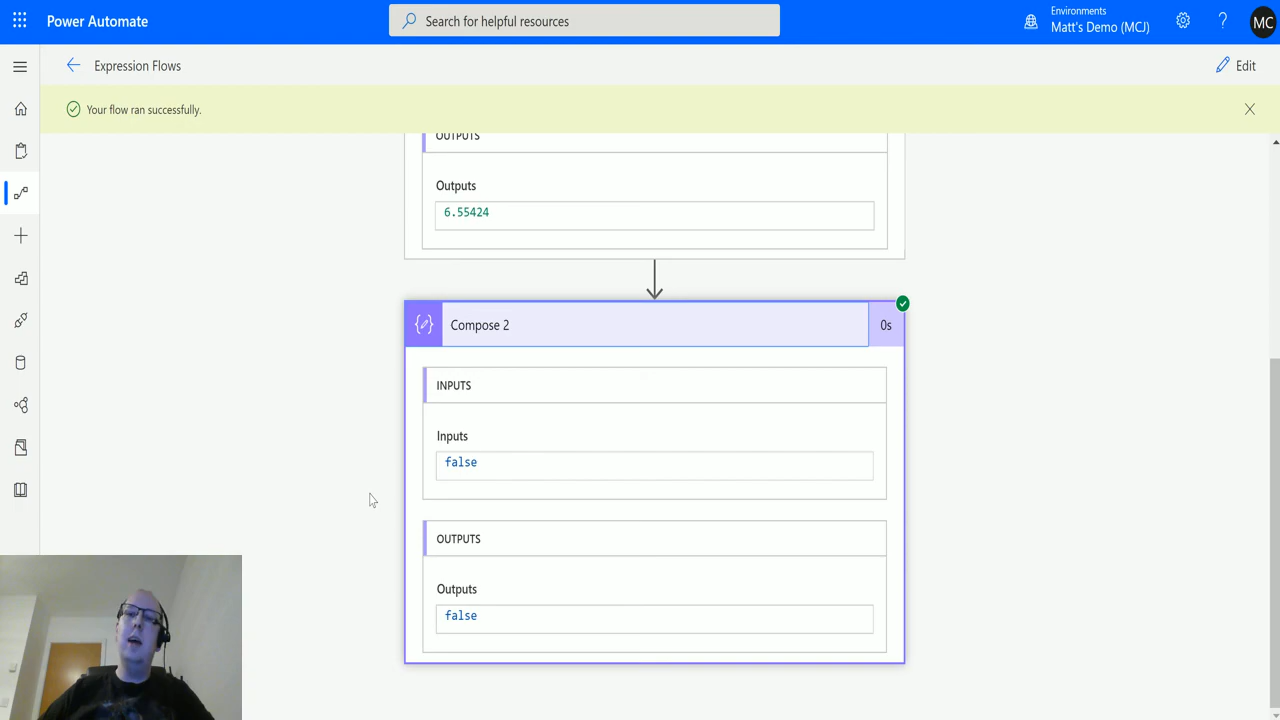 Power Automate
Search for helpful resources
Environments
Matt's Demo (MCJ)
?
MC
Expression Flows
Edit
Your flow ran successfully.
OUTPUTS
Outputs
6.55424
Compose 2
0s
INPUTS
Inputs
false
OUTPUTS
Outputs
false